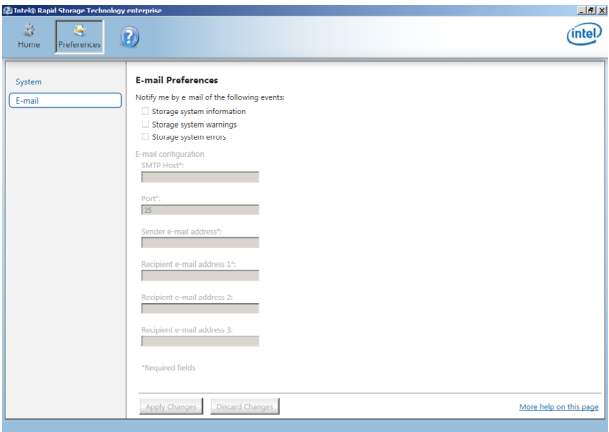 Intel® Rapid Storage Technology enterprise
Home
Preferences
?
intel
System
E-mail
E-mail Preferences
Notify me by e-mail of the following events:
Storage system information
Storage system warnings
Storage system errors
E-mail configuration
SMTP Host*:
Port*:
25
Sender e-mail address*:
Recipient e-mail address 1*:
Recipient e-mail address 2:
Recipient e-mail address 3:
*Required fields
Apply Changes Discard Changes More help on this page